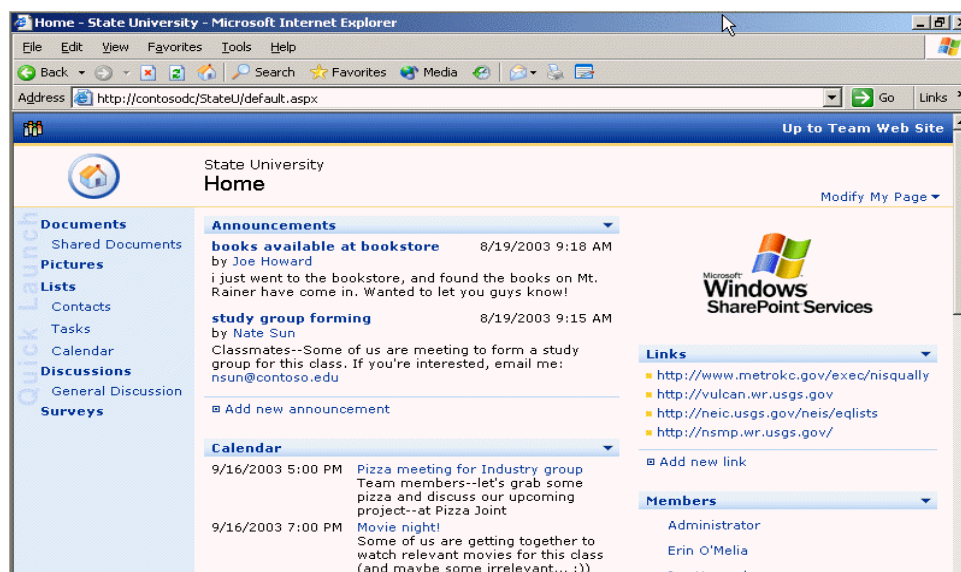 Home - State University - Microsoft Internet Explorer
File Edit View Favorites Tools Help
Back Search Favorites Media
Address http://contosodc/StateU/default.aspx Go Links
Up to Team Web Site
State University
Home
Modify My Page
Quick Launch
Documents
Shared Documents
Pictures
Lists
Contacts
Tasks
Calendar
Discussions
General Discussion
Surveys
Announcements
books available at bookstore 8/19/2003 9:18 AM
by Joe Howard
i just went to the bookstore, and found the books on Mt.
Rainer have come in. Wanted to let you guys know!
study group forming 8/19/2003 9:15 AM
by Nate Sun
Classmates--Some of us are meeting to form a study
group for this class. If you're interested, email me:
nsun@contoso.edu
Add new announcement
Calendar
9/16/2003 5:00 PM Pizza meeting for Industry group
Team members--let's grab some
pizza and discuss our upcoming
project--at Pizza Joint
9/16/2003 7:00 PM Movie night!
Some of us are getting together to
watch relevant movies for this class
(and maybe some irrelevant... :))
Microsoft
Windows
SharePoint Services
Links
http://www.metrokc.gov/exec/nisqually
http://vulcan.wr.usgs.gov
http://neic.usgs.gov/neis/eqlists
http://nsmp.wr.usgs.gov/
Add new link
Members
Administrator
Erin O'Melia